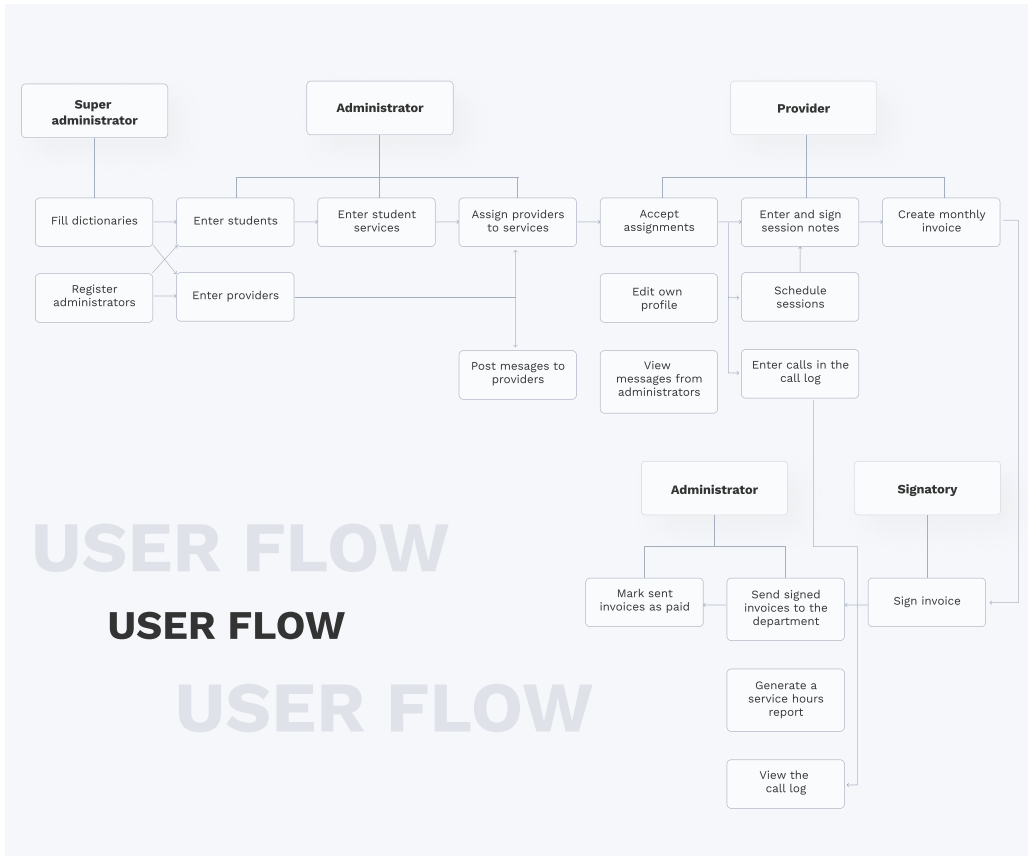 Super
administrator
Administrator
Provider
Fill dictionaries
Enter students
Enter student
services
Assign providers
to services
Accept
assignments
Enter and sign
session notes
Create monthly
invoice
Register
administrators
Enter providers
Edit own
profile
Schedule
sessions
Post mesages to
providers
View
messages from
administrators
Enter calls in the
call log
Administrator
Signatory
USER FLOW
USER FLOW
USER FLOW
Mark sent
invoices as paid
Send signed
invoices to the
department
Sign invoice
Generate a
service hours
report
View the
call log